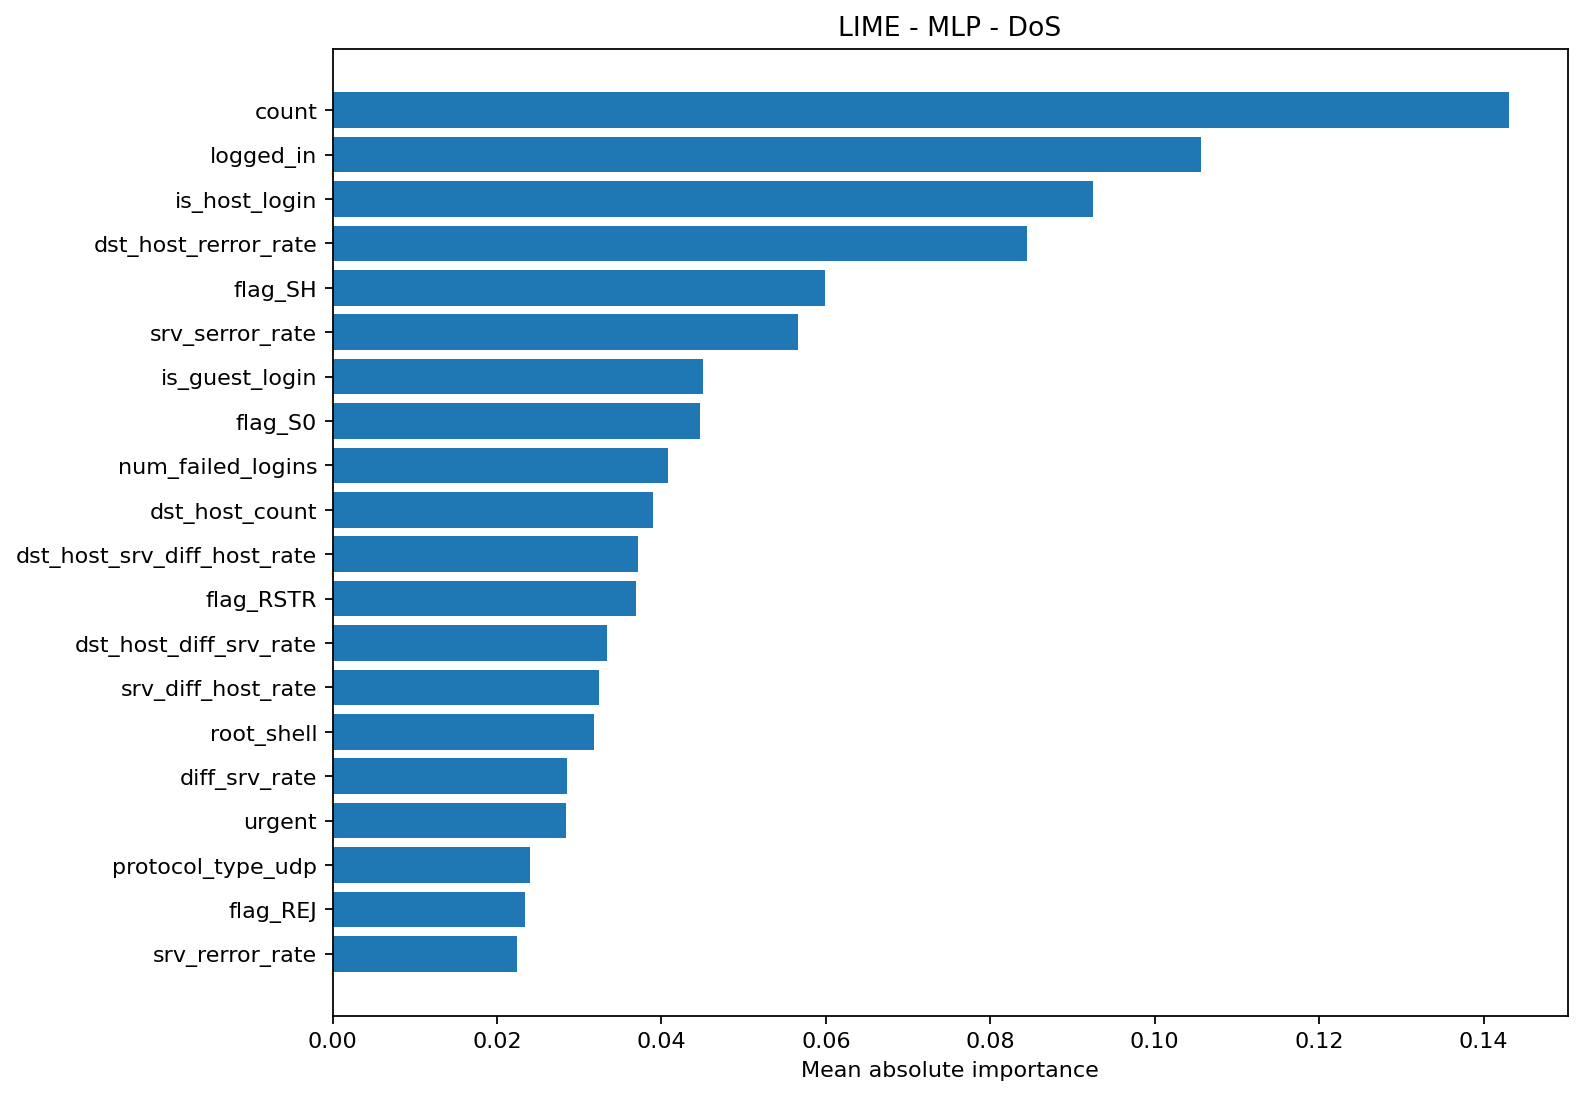 LIME - MLP - DoS
count
logged_in
is_host_login
dst_host_rerror_rate
flag_SH
srv_serror_rate
is_guest_login
flag_S0
num_failed_logins
dst_host_count
dst_host_srv_diff_host_rate
flag_RSTR
dst_host_diff_srv_rate
srv_diff_host_rate
root_shell
diff_srv_rate
urgent
protocol_type_udp
flag_REJ
srv_rerror_rate
0.00 0.02 0.04 0.06 0.08 0.10 0.12 0.14
Mean absolute importance